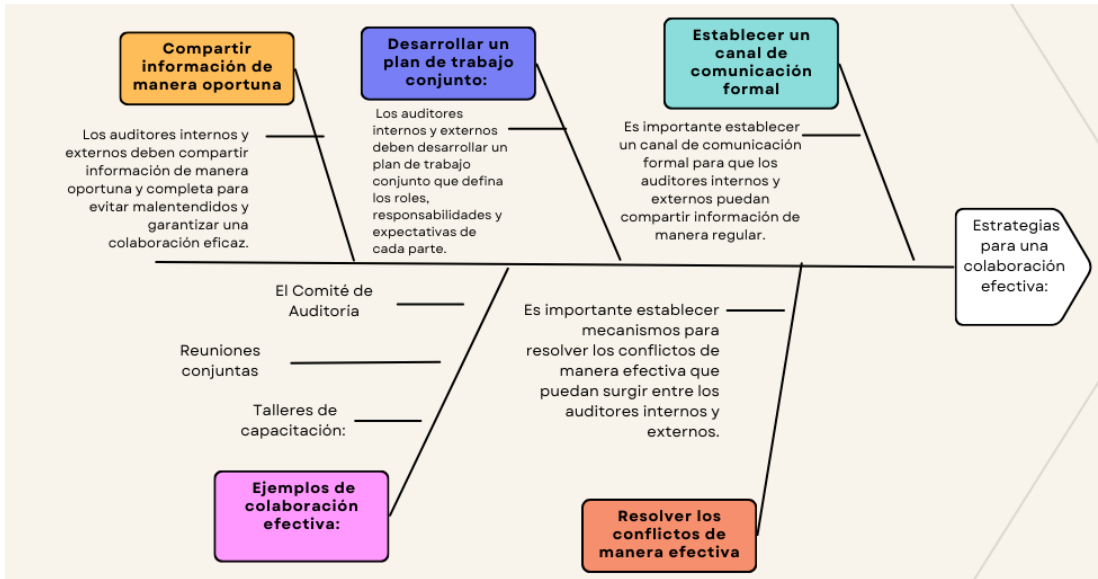 Compartir
información de
manera oportuna
Los auditores internos y
externos deben compartir
información de manera
oportuna y completa para
evitar malentendidos y
garantizar una
colaboración eficaz.
Desarrollar un
plan de trabajo
conjunto:
Los auditores
internos y externos
deben desarrollar un
plan de trabajo
conjunto que defina
los roles,
responsabilidades y
expectativas de
cada parte.
Establecer un
canal de
comunicación
formal
Es importante establecer
un canal de comunicación
formal para que los
auditores internos y
externos puedan
compartir información de
manera regular.
Estrategias
para una
colaboración
efectiva:
El Comité de
Auditoría
Reuniones
conjuntas
Talleres de
capacitación:
Ejemplos de
colaboración
efectiva:
Es importante establecer
mecanismos para
resolver los conflictos de
manera efectiva que
puedan surgir entre los
auditores internos y
externos.
Resolver los
conflictos de
manera efectiva